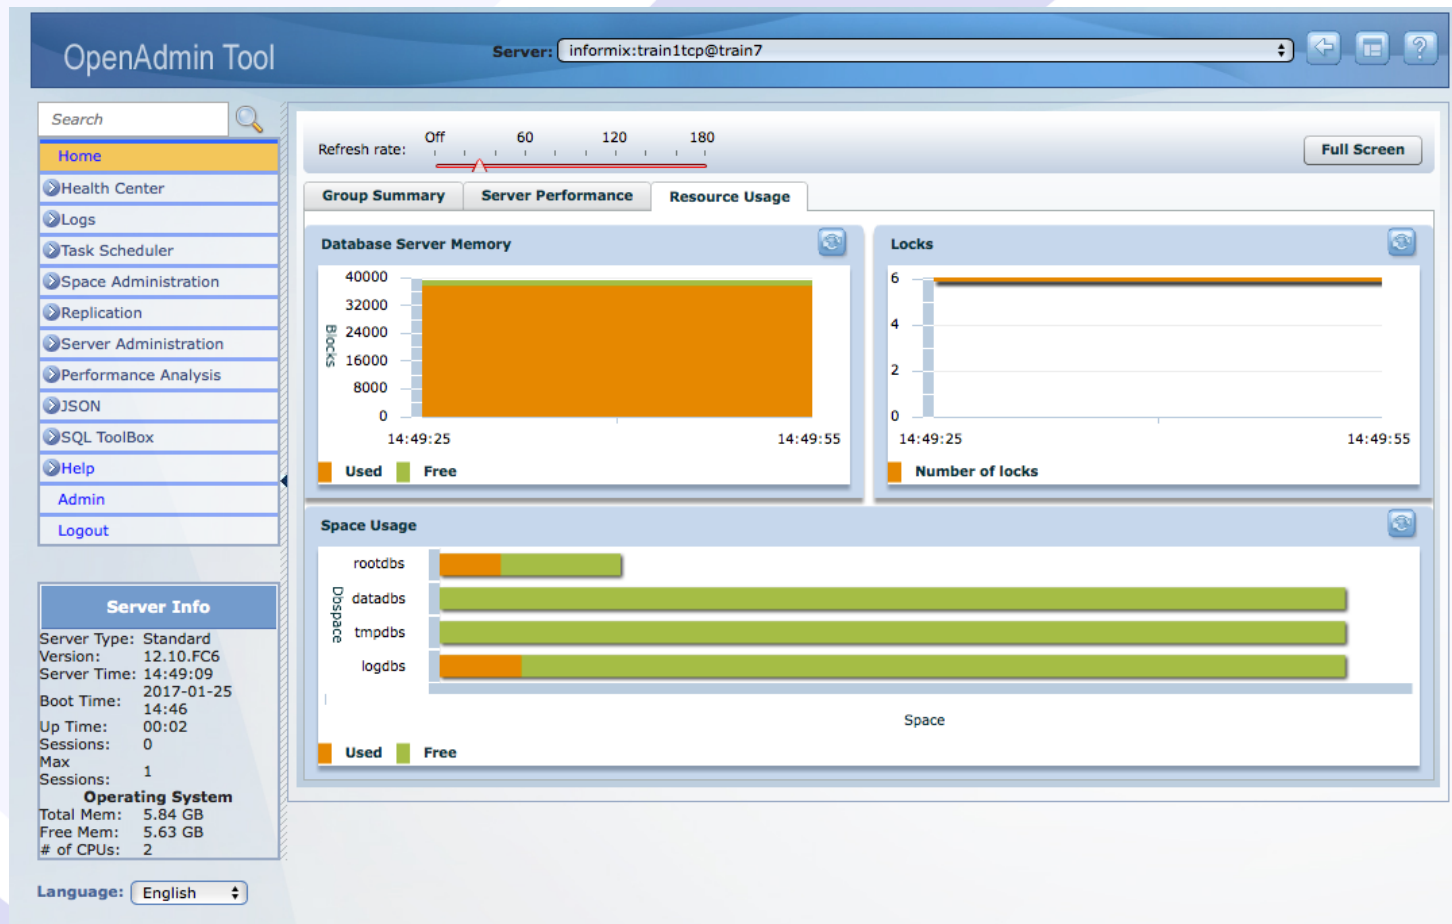 OpenAdmin Tool
Server: informix:train1tcp@train7
Search
Home
Health Center
Logs
Task Scheduler
Space Administration
Replication
Server Administration
Performance Analysis
JSON
SQL ToolBox
Help
Admin
Logout
Server Info
Server Type: Standard
Version: 12.10.FC6
Server Time: 14:49:09
Boot Time: 2017-01-25
14:46
Up Time: 00:02
Sessions: 0
Max
Sessions: 1
Operating System
Total Mem: 5.84 GB
Free Mem: 5.63 GB
# of CPUs: 2
Language: English
Refresh rate: Off 60 120 180
Full Screen
Group Summary Server Performance Resource Usage
Database Server Memory
40000
32000
24000
16000
8000
0
Blocks
14:49:25 14:49:55
Used Free
Locks
6
4
2
0
14:49:25 14:49:55
Number of locks
Space Usage
rootdbs
datadbs
tmpdbs
logdbs
Dbspace
Space
Used Free